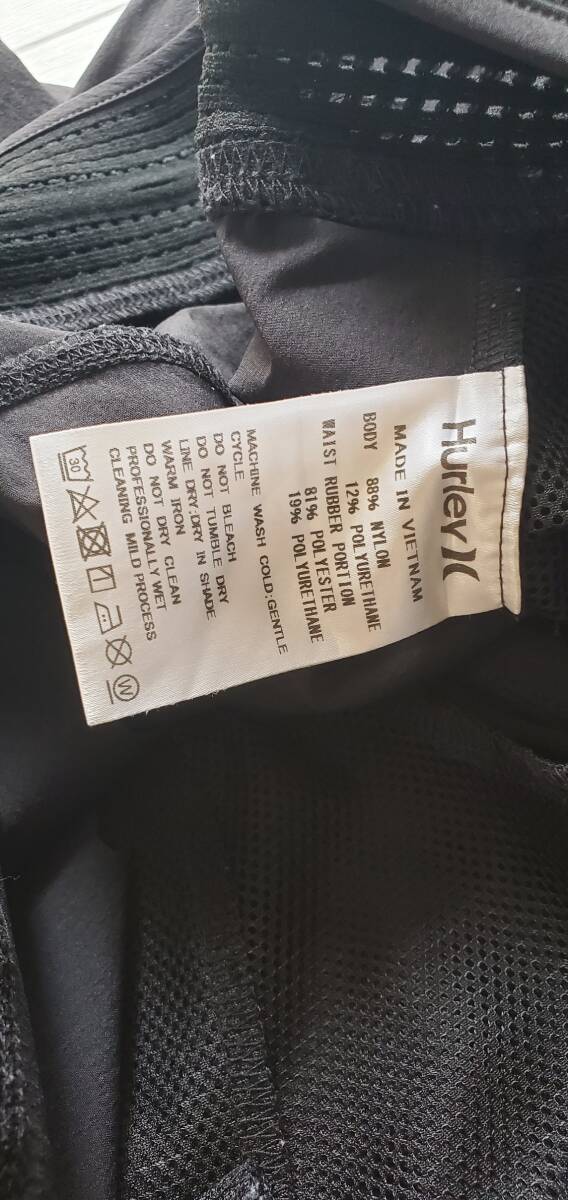 Hurley
MADE IN VIETNAM
BODY 88% NYLON
12% POLYURETHANE
WAIST RUBBER PORTTON
81% POLYESTER
19% POLYURETHANE
MACHINE WASH COLD:GENTLE
CYCLE
DO NOT BLEACH
DO NOT TUMBLE DRY
LINE DRY:DRY IN SHADE
WARM IRON
DO NOT DRY CLEAN
PROFESSIONALLY WET
CLEANING MILD PROCESS
30 W